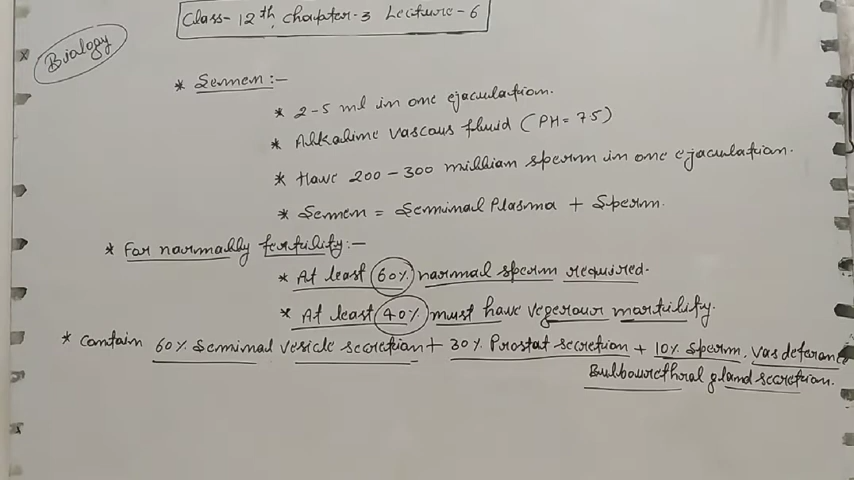 Class- 12th, Chapter-3 Lecture-6
Biology
* Semen:-
* 2-5 ml in one ejaculation.
* Alkaline vascous fluid (PH= 7.5)
* Have 200-300 million sperm in one ejaculation.
* Semen = Seminal Plasma + Sperm.
* For normally fertility:-
* At least 60% normal sperm required.
* At least 40% must have vegerour mortility.
* Contain 60% Seminal vesicle secretion + 30% Prostat secretion + 10% Sperm, Vas deferans
Bulbourethral gland secretion.